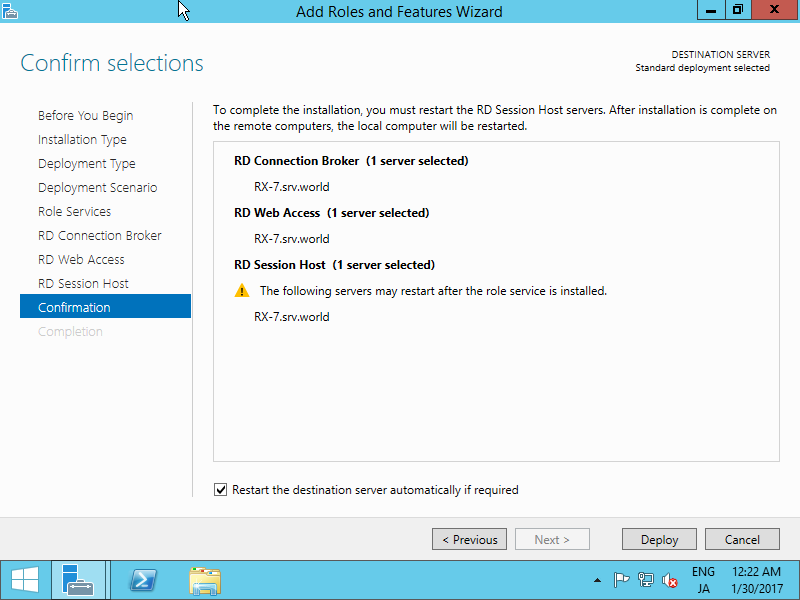 Add Roles and Features Wizard
Confirm selections
DESTINATION SERVER
Standard deployment selected
Before You Begin
Installation Type
Deployment Type
Deployment Scenario
Role Services
RD Connection Broker
RD Web Access
RD Session Host
Confirmation
Completion
To complete the installation, you must restart the RD Session Host servers. After installation is complete on
the remote computers, the local computer will be restarted.
RD Connection Broker (1 server selected)
RX-7.srv.world
RD Web Access (1 server selected)
RX-7.srv.world
RD Session Host (1 server selected)
The following servers may restart after the role service is installed.
RX-7.srv.world
Restart the destination server automatically if required
< Previous
Next >
Deploy
Cancel
ENG
JA
12:22 AM
1/30/2017